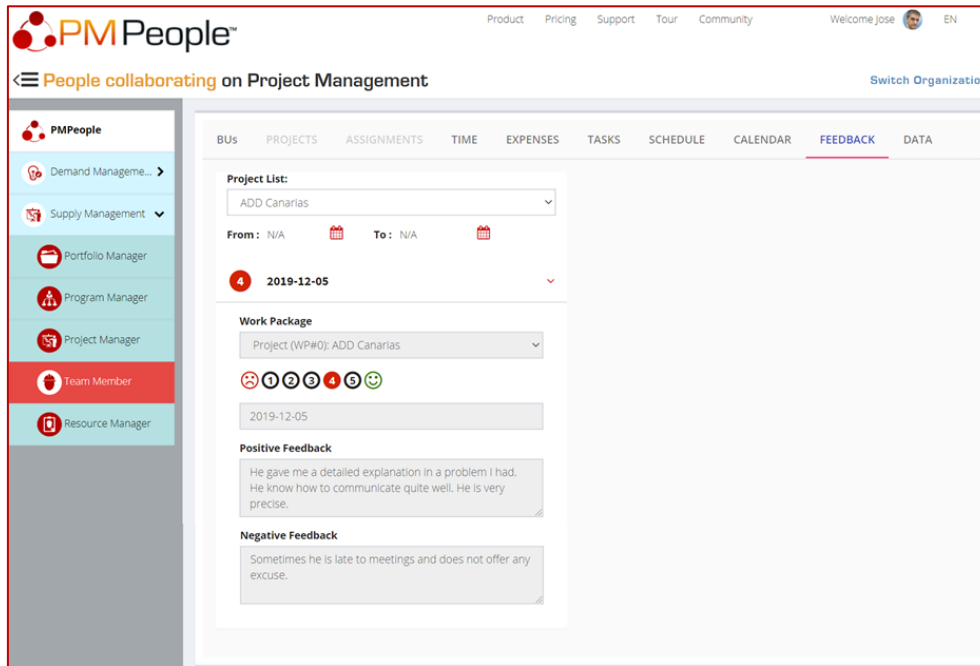 PMPeople™
Product Pricing Support Tour Community Welcome Jose EN
People collaborating on Project Management
Switch Organizatio
PMPeople
Demand Manageme...
Supply Management
Portfolio Manager
Program Manager
Project Manager
Team Member
Resource Manager
BUs PROJECTS ASSIGNMENTS TIME EXPENSES TASKS SCHEDULE CALENDAR FEEDBACK DATA
Project List:
ADD Canarias
From : N/A To : N/A
4 2019-12-05
Work Package
Project (WP#0): ADD Canarias
1 2 3 4 5
2019-12-05
Positive Feedback
He gave me a detailed explanation in a problem I had.
He know how to communicate quite well. He is very
precise.
Negative Feedback
Sometimes he is late to meetings and does not offer any
excuse.